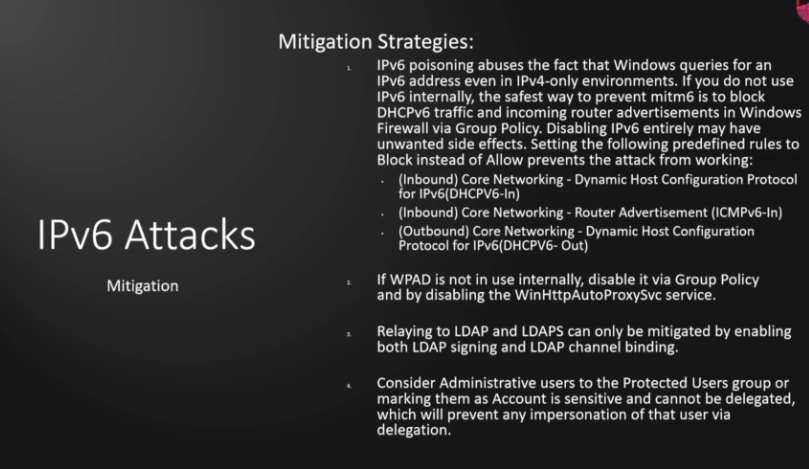 Mitigation Strategies:
1. IPv6 poisoning abuses the fact that Windows queries for an
IPv6 address even in IPv4-only environments. If you do not use
IPv6 internally, the safest way to prevent mitm6 is to block
DHCPv6 traffic and incoming router advertisements in Windows
Firewall via Group Policy. Disabling IPv6 entirely may have
unwanted side effects. Setting the following predefined rules to
Block instead of Allow prevents the attack from working:
• (Inbound) Core Networking - Dynamic Host Configuration Protocol
for IPv6(DHCPV6-In)
• (Inbound) Core Networking - Router Advertisement (ICMPv6-In)
• (Outbound) Core Networking - Dynamic Host Configuration
Protocol for IPv6(DHCPV6- Out)
IPv6 Attacks
Mitigation
2. If WPAD is not in use internally, disable it via Group Policy
and by disabling the WinHttpAutoProxySvc service.
3. Relaying to LDAP and LDAPS can only be mitigated by enabling
both LDAP signing and LDAP channel binding.
4. Consider Administrative users to the Protected Users group or
marking them as Account is sensitive and cannot be delegated,
which will prevent any impersonation of that user via
delegation.